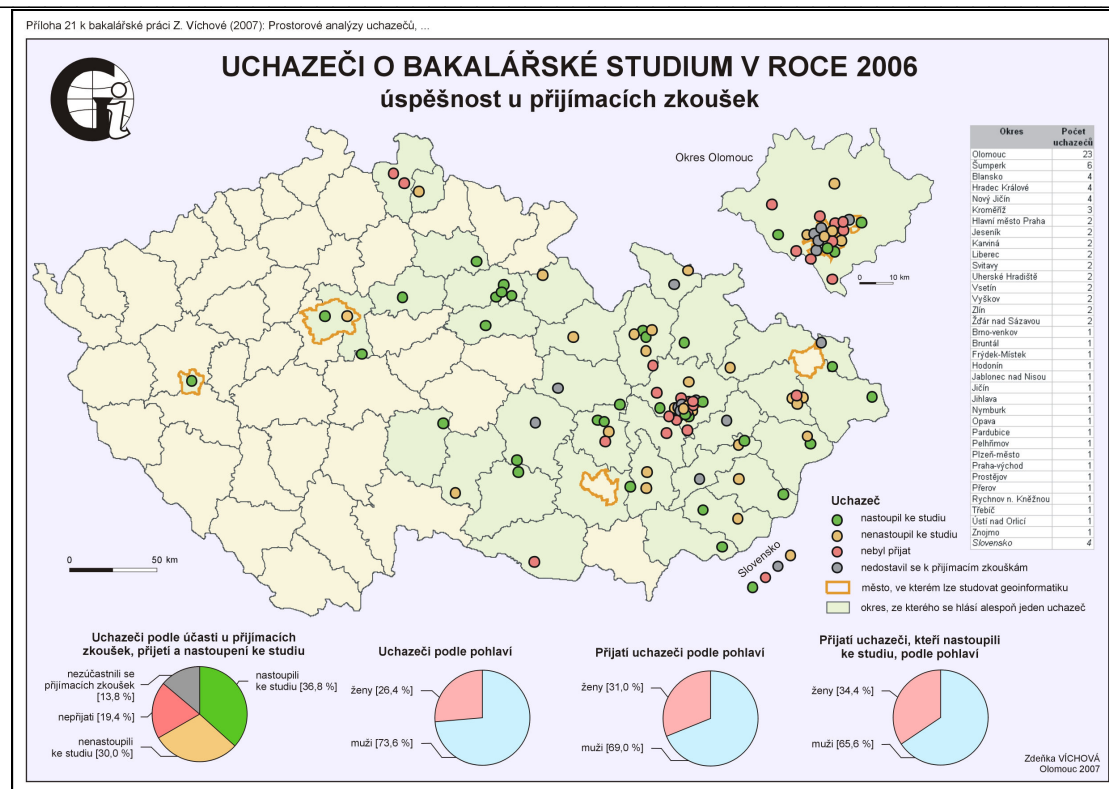 Příloha 21 k bakalářské práci Z. Víchové (2007): Prostorové analýzy uchazečů, ...
UCHAZEČI O BAKALÁŘSKÉ STUDIUM V ROCE 2006
úspěšnost u přijímacích zkoušek
Gi
Okres Olomouc
0 10 km
Okres Počet uchazečů
Olomouc 23
Šumperk 6
Blansko 4
Hradec Králové 4
Nový Jičín 4
Kroměříž 3
Hlavní město Praha 2
Jeseník 2
Karviná 2
Liberec 2
Svitavy 2
Uherské Hradiště 2
Vsetín 2
Vyškov 2
Zlín 2
Žďár nad Sázavou 2
Brno-venkov 1
Bruntál 1
Frýdek-Místek 1
Hodonín 1
Jablonec nad Nisou 1
Jičín 1
Jihlava 1
Nymburk 1
Opava 1
Pardubice 1
Pelhřimov 1
Plzeň-město 1
Praha-východ 1
Prostějov 1
Přerov 1
Rychnov n. Kněžnou 1
Třebíč 1
Ústí nad Orlicí 1
Znojmo 1
Slovensko 4
0 50 km
Slovensko
Uchazeč
nastoupil ke studiu
nenastoupil ke studiu
nebyl přijat
nedostavil se k přijímacím zkouškám
město, ve kterém lze studovat geoinformatiku
okres, ze kterého se hlásí alespoň jeden uchazeč
Uchazeči podle účasti u přijímacích
zkoušek, přijetí a nastoupení ke studiu
nezúčastnili se
přijímacích zkoušek
[13,8 %]
nastoupili
ke studiu [36,8 %]
nepřijati [19,4 %]
nenastoupili
ke studiu [30,0 %]
Uchazeči podle pohlaví
ženy [26,4 %]
muži [73,6 %]
Přijatí uchazeči podle pohlaví
ženy [31,0 %]
muži [69,0 %]
Přijatí uchazeči, kteří nastoupili
ke studiu, podle pohlaví
ženy [34,4 %]
muži [65,6 %]
Zdeňka VÍCHOVÁ
Olomouc 2007